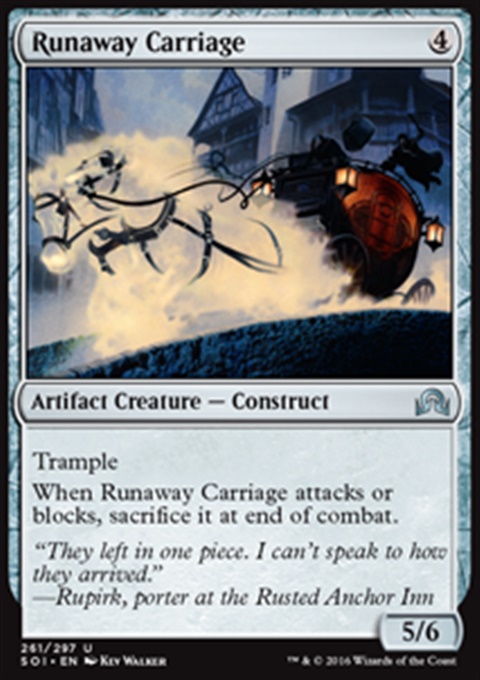 Runaway Carriage 4
Artifact Creature — Construct
Trample
When Runaway Carriage attacks or
blocks, sacrifice it at end of combat.
“They left in one piece. I can’t speak to how
they arrived.”
—Rupirk, porter at the Rusted Anchor Inn
5/6
261/297 U
SOI • EN Kev Walker
™ & © 2016 Wizards of the Coast